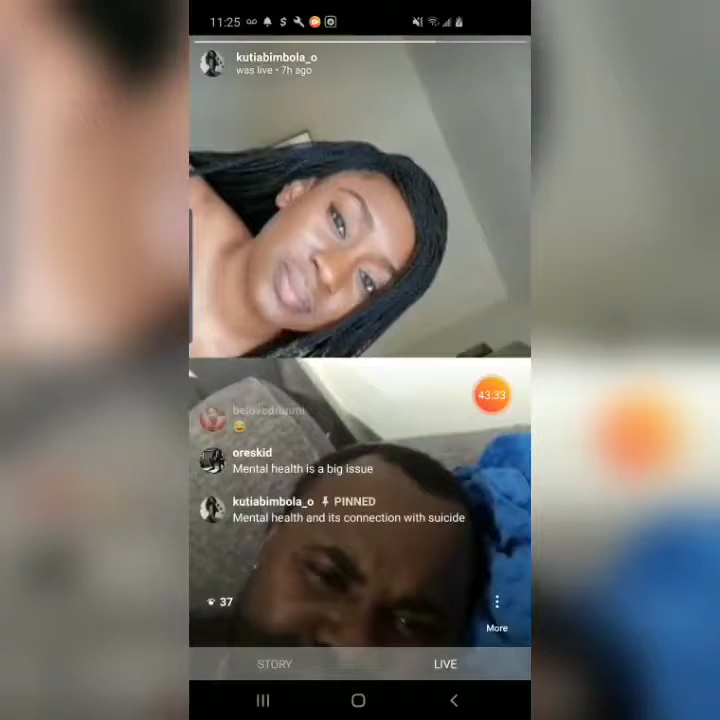 11:25
kutiabimbola_o
was live • 7h ago
43:33
oreskid
Mental health is a big issue
kutiabimbola_o PINNED
Mental health and its connection with suicide
37
More
STORY LIVE